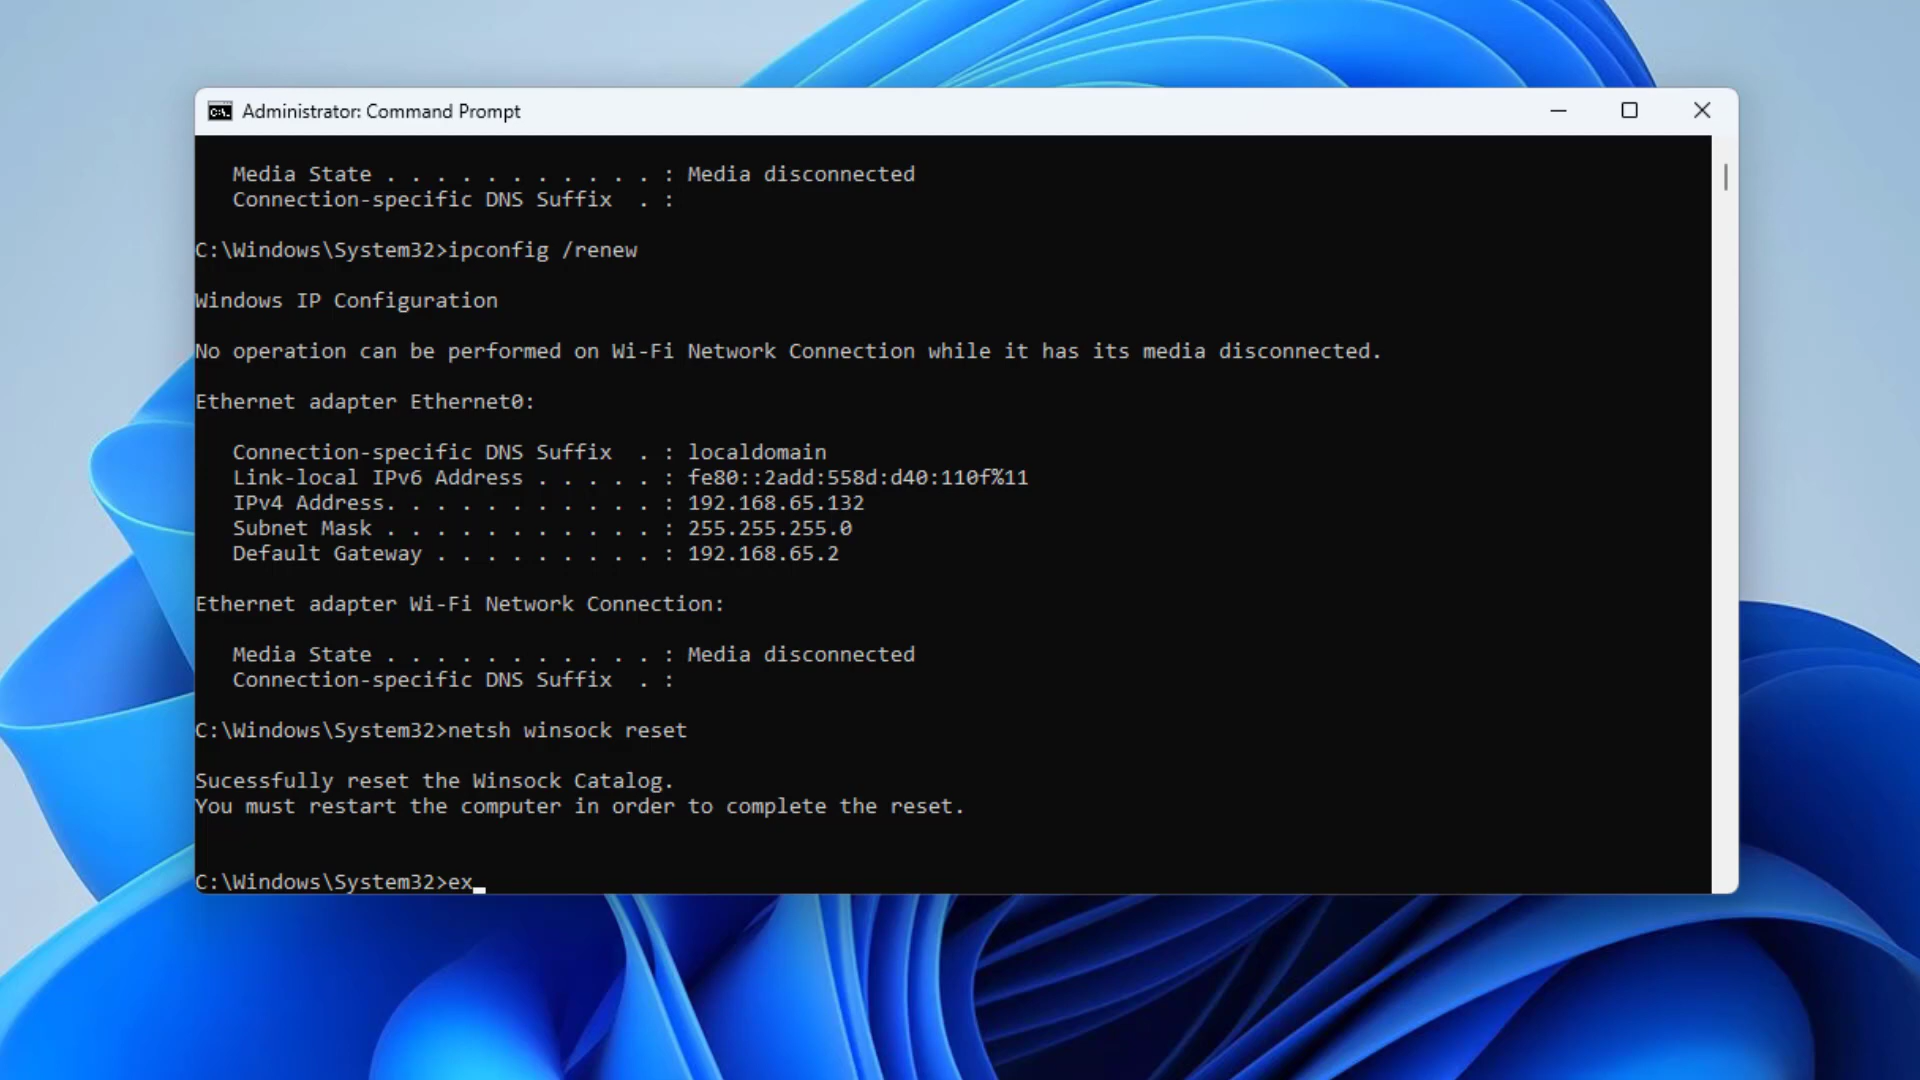 Administrator: Command Prompt
Media State . . . . . . . . . . . : Media disconnected
Connection-specific DNS Suffix  . :
C:\Windows\System32>ipconfig /renew
Windows IP Configuration
No operation can be performed on Wi-Fi Network Connection while it has its media disconnected.
Ethernet adapter Ethernet0:
Connection-specific DNS Suffix  . : localdomain
Link-local IPv6 Address . . . . . : fe80::2add:558d:d40:110f%11
IPv4 Address. . . . . . . . . . . : 192.168.65.132
Subnet Mask . . . . . . . . . . . : 255.255.255.0
Default Gateway . . . . . . . . . : 192.168.65.2
Ethernet adapter Wi-Fi Network Connection:
Media State . . . . . . . . . . . : Media disconnected
Connection-specific DNS Suffix  . :
C:\Windows\System32>netsh winsock reset
Sucessfully reset the Winsock Catalog.
You must restart the computer in order to complete the reset.
C:\Windows\System32>ex_